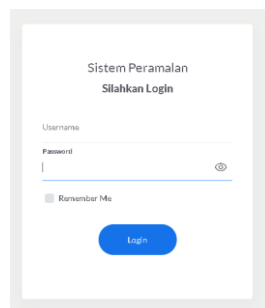 Sistem Peramalan
Silahkan Login
Username
Password
Remember Me
Login